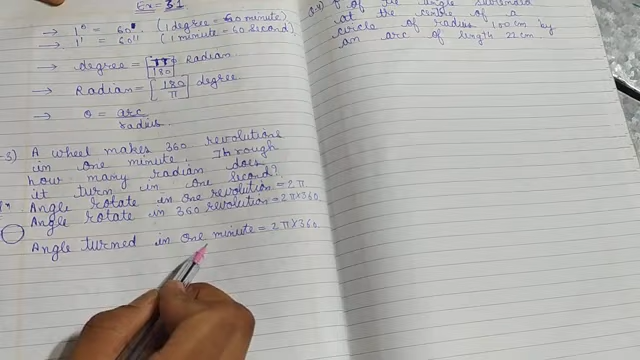 Ex-3.1
→ 1° = 60'. (1 degree = 60 minute)
→ 1' = 60" (1 minute = 60 second)
→ degree = [π/180] Radian
→ Radian = [180/π] degree
→ θ = arc/radius
A wheel makes 360 revolutions
in one minute. Through
how many radian does
it turn in one second?
Angle rotate in one revolution = 2π
Angle rotate in 360 revolution = 2π×360
Angle turned in one minute = 2π×360
of the angle
at the centre of a
circle of radius 100 cm by
an arc of length 22 cm